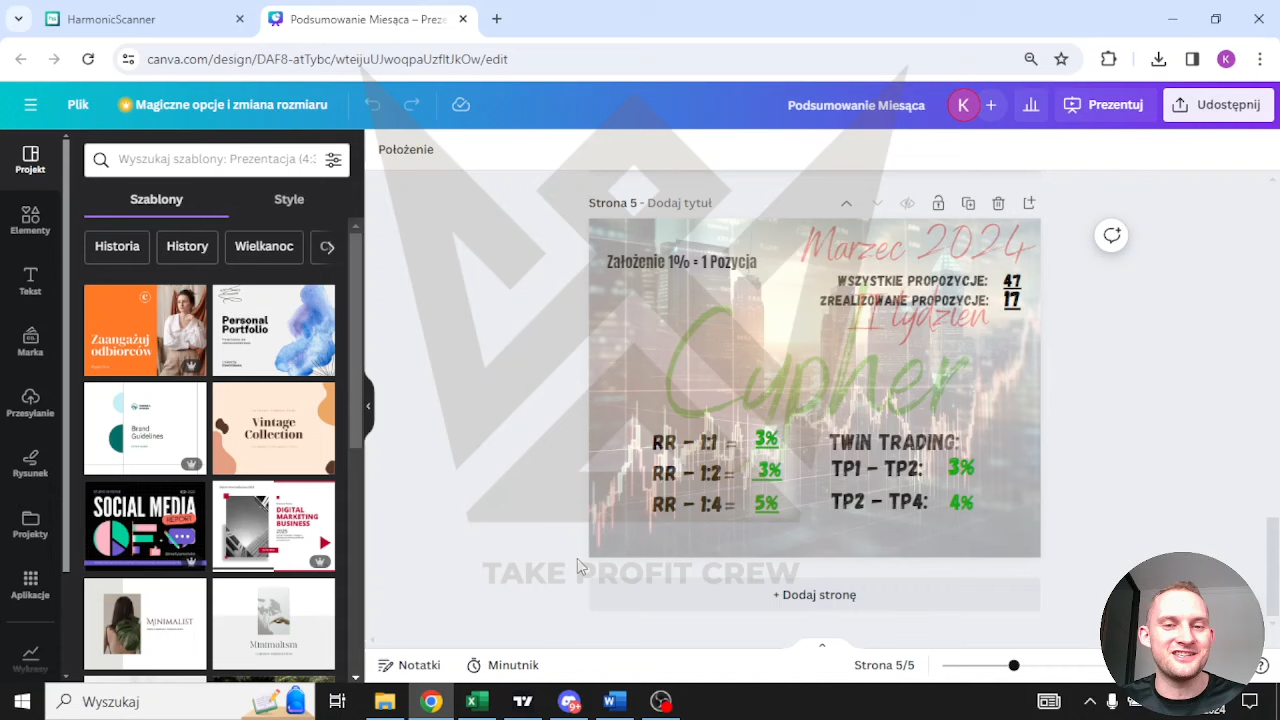 HarmonicScanner
Podsumowanie Miesiąca – Preze
canva.com/design/DAF8-atTybc/wteijuUJwoqpaUzfltJkOw/edit
K
Plik
Magiczne opcje i zmiana rozmiaru
Podsumowanie Miesiąca
K
Prezentuj
Udostępnij
Projekt
Elementy
Tekst
Marka
Przesyłanie
Rysunek
Projekty
Aplikacje
Wykresy
Wyszukaj szablony: Prezentacja (4:3
Szablony
Style
Historia
History
Wielkanoc
Zaangażuj
odbiorców
Personal
Portfolio
Brand
Guidelines
Vintage
Collection
SOCIAL MEDIA
REPORT
DIGITAL
MARKETING
BUSINESS
2025
MINIMALIST
Minimalism
Położenie
Strona 5 - Dodaj tytuł
Założenie 1% = 1 Pozycja
Marzec 2024
WSZYSTKIE PROPOZYCJE: 47
ZREALIZOWANE PROPOZYCJE: 17
I tydzień
Cypher
RR – 1:1 = 3%
RR – 1:2 = 3%
RR – 1:4 = 5%
TWIN TRADING:
TP1 – TP2: 3%
TP2 – TP4: 4%
TAKE PROFIT CREW
+ Dodaj stronę
Notatki
Minutnik
Strona 5/5
Wyszukaj